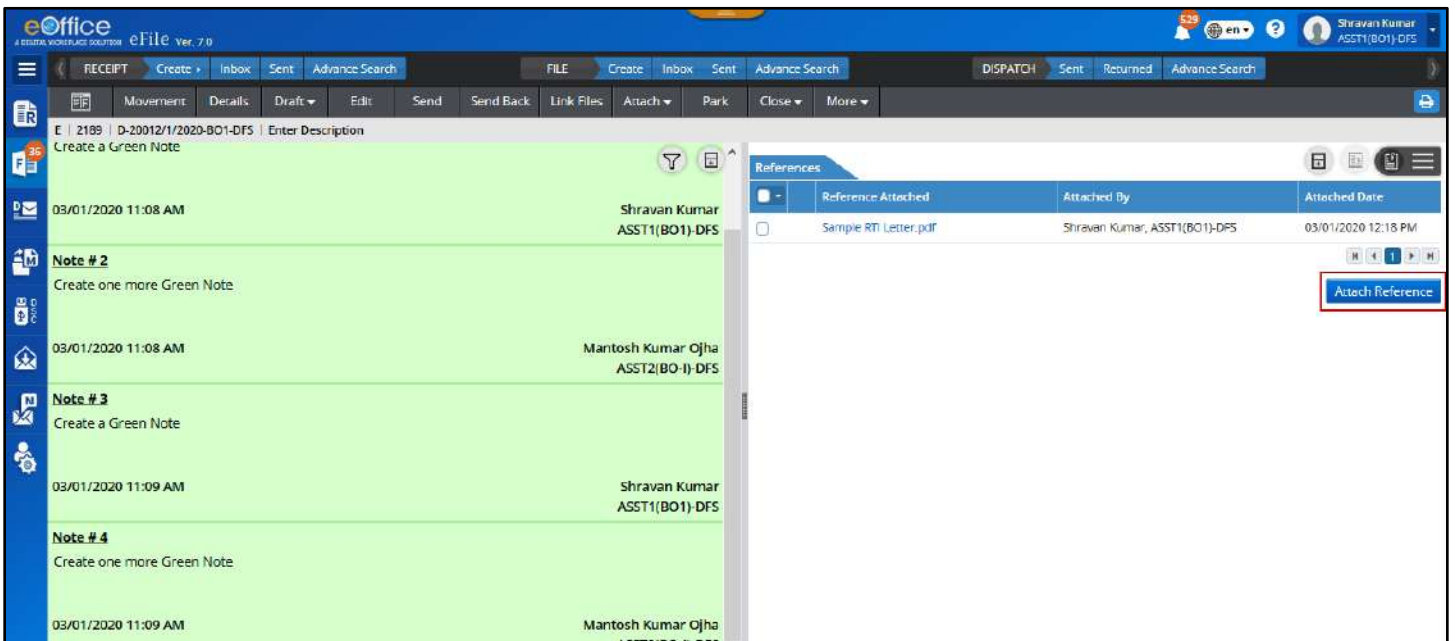 eOffice
A DIGITAL WORKPLACE SOLUTION eFile Ver. 7.0
529
en
?
Shravan Kumar
ASST1(BO1)-DFS
RECEIPT Create Inbox Sent Advance Search FILE Create Inbox Sent Advance Search DISPATCH Sent Returned Advance Search
Movement Details Draft Edit Send Send Back Link Files Attach Park Close More
E | 2189 | D-20012/1/2020-BO1-DFS | Enter Description
36
Create a Green Note
03/01/2020 11:08 AM
Shravan Kumar
ASST1(BO1)-DFS
Note # 2
Create one more Green Note
03/01/2020 11:08 AM
Mantosh Kumar Ojha
ASST2(BO-I)-DFS
Note # 3
Create a Green Note
03/01/2020 11:09 AM
Shravan Kumar
ASST1(BO1)-DFS
Note # 4
Create one more Green Note
03/01/2020 11:09 AM
Mantosh Kumar Ojha
References
Reference Attached Attached By Attached Date
Sample RTI Letter.pdf Shravan Kumar, ASST1(BO1)-DFS 03/01/2020 12:18 PM
1
Attach Reference